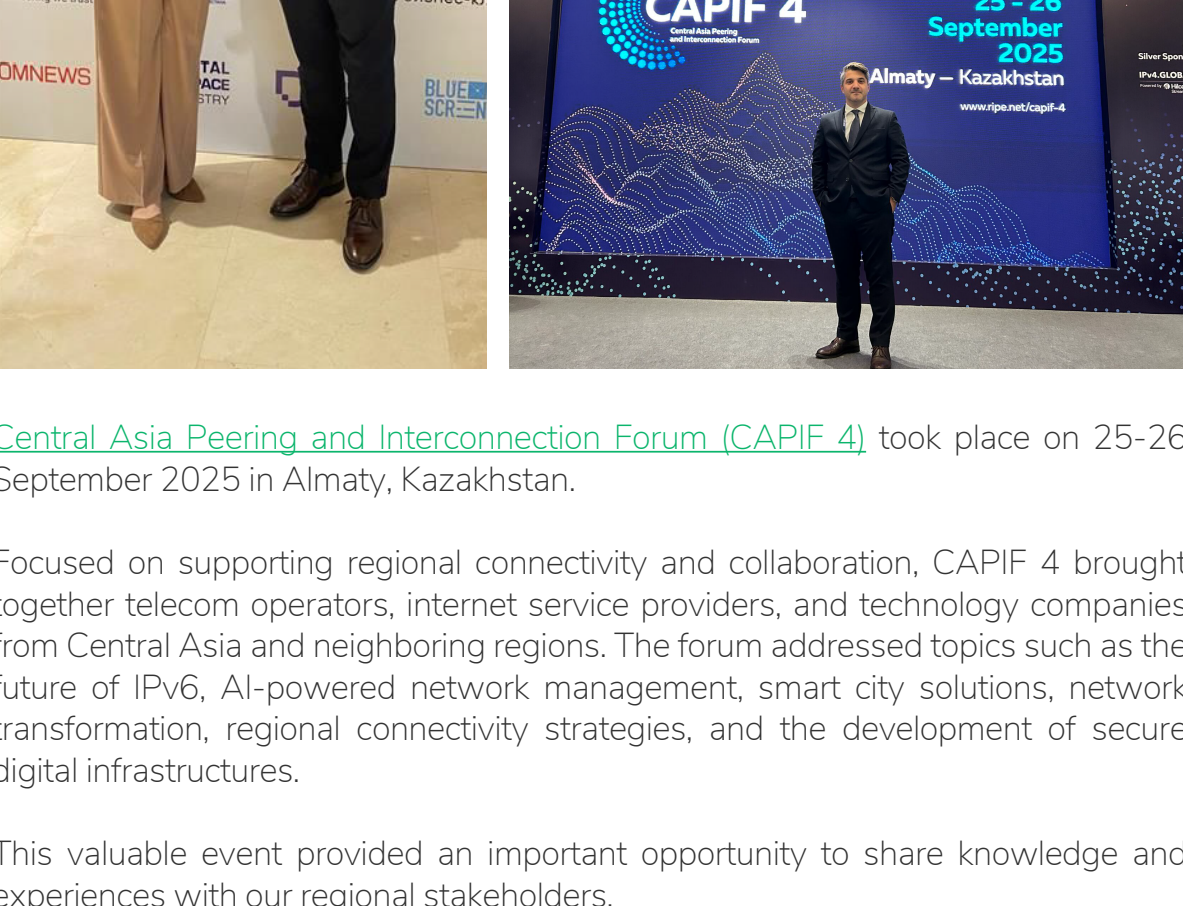 OMNEWS
TAL
PACE
STRY
BLUE
SCREEN
CAPIF 4
Central Asia Peering
and Interconnection Forum
25 - 26
September
2025
Almaty – Kazakhstan
www.ripe.net/capif-4
Silver Spon
IPv4.GLOB
Powered by Hilco
Central Asia Peering and Interconnection Forum (CAPIF 4) took place on 25-26
September 2025 in Almaty, Kazakhstan.
Focused on supporting regional connectivity and collaboration, CAPIF 4 brought
together telecom operators, internet service providers, and technology companies
from Central Asia and neighboring regions. The forum addressed topics such as the
future of IPv6, AI-powered network management, smart city solutions, network
transformation, regional connectivity strategies, and the development of secure
digital infrastructures.
This valuable event provided an important opportunity to share knowledge and
experiences with our regional stakeholders.